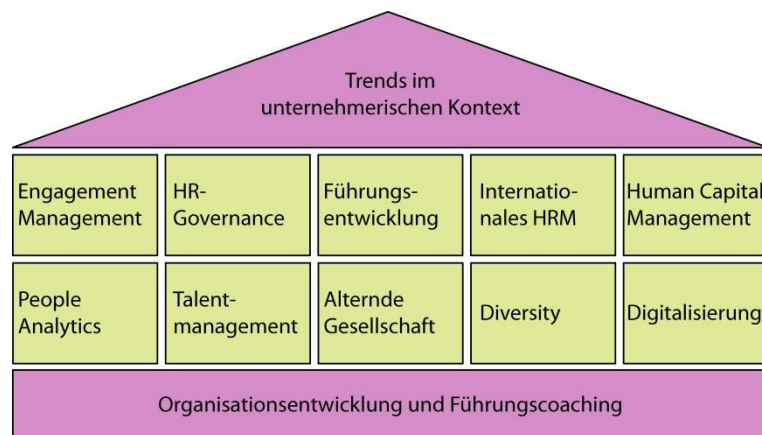 Trends im
unternehmerischen Kontext
Engagement
Management
HR-
Governance
Führungs-
entwicklung
Internatio-
nales HRM
Human Capital
Management
People
Analytics
Talent-
management
Alternde
Gesellschaft
Diversity
Digitalisierung
Organisationsentwicklung und Führungscoaching